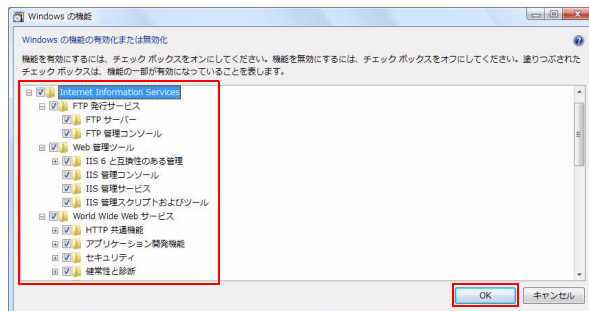 Windows の機能
Windows の機能の有効化または無効化
機能を有効にするには、チェック ボックスをオンにしてください。機能を無効にするには、チェック ボックスをオフにしてください。塗りつぶされた
チェック ボックスは、機能の一部が有効になっていることを表します。
Internet Information Services
FTP 発行サービス
FTP サーバー
FTP 管理コンソール
Web 管理ツール
IIS 6 と互換性のある管理
IIS 管理コンソール
IIS 管理サービス
IIS 管理スクリプトおよびツール
World Wide Web サービス
HTTP 共通機能
アプリケーション開発機能
セキュリティ
健常性と診断
OK キャンセル